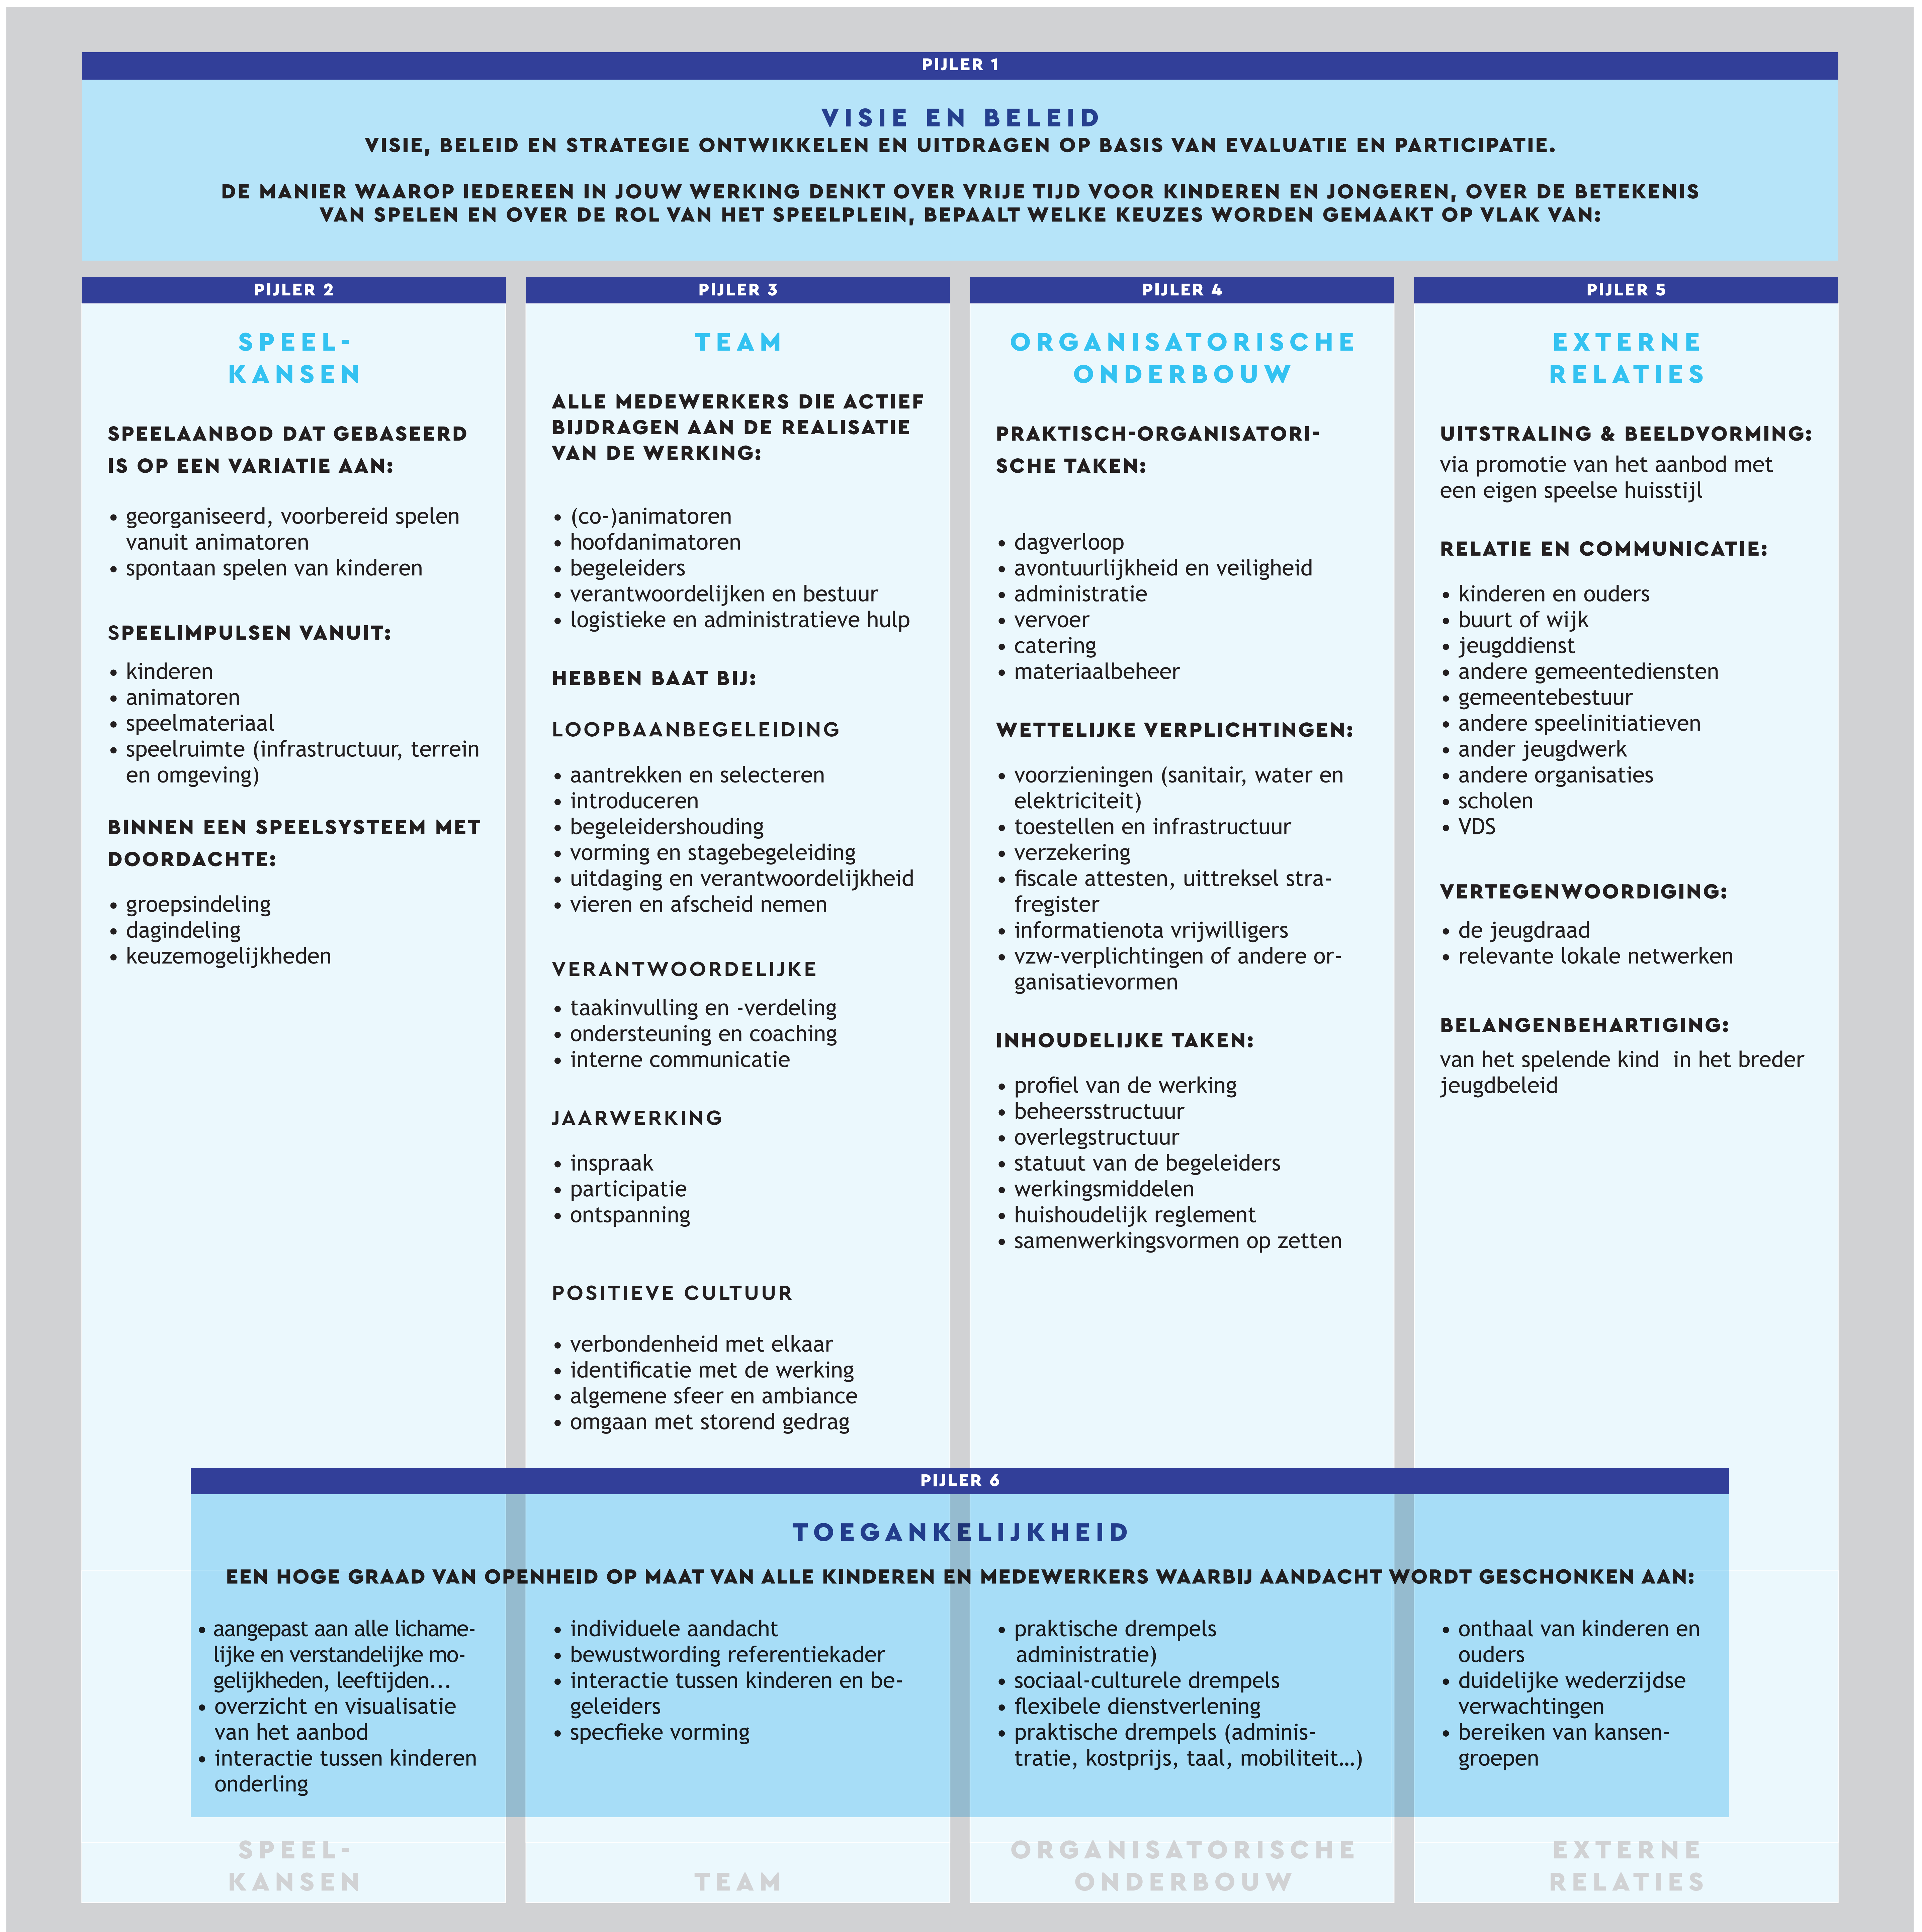 PIJLER 1
VISIE EN BELEID
VISIE, BELEID EN STRATEGIE ONTWIKKELEN EN UITDRAGEN OP BASIS VAN EVALUATIE EN PARTICIPATIE.
DE MANIER WAAROP IEDEREEN IN JOUW WERKING DENKT OVER VRIJE TIJD VOOR KINDEREN EN JONGEREN, OVER DE BETEKENIS
VAN SPELEN EN OVER DE ROL VAN HET SPEELPLEIN, BEPAALT WELKE KEUZES WORDEN GEMAAKT OP VLAK VAN:
PIJLER 2
SPEEL-
KANSEN
SPEELAANBOD DAT GEBASEERD
IS OP EEN VARIATIE AAN:
• georganiseerd, voorbereid spelen
vanuit animatoren
• spontaan spelen van kinderen
SPEELIMPULSEN VANUIT:
• kinderen
• animatoren
• speelmateriaal
• speelruimte (infrastructuur, terrein
en omgeving)
BINNEN EEN SPEELSYSTEEM MET
DOORDACHTE:
• groepsindeling
• dagindeling
• keuzemogelijkheden
PIJLER 3
TEAM
ALLE MEDEWERKERS DIE ACTIEF
BIJDRAGEN AAN DE REALISATIE
VAN DE WERKING:
• (co-)animatoren
• hoofdanimatoren
• begeleiders
• verantwoordelijken en bestuur
• logistieke en administratieve hulp
HEBBEN BAAT BIJ:
LOOPBAANBEGELEIDING
• aantrekken en selecteren
• introduceren
• begeleidershouding
• vorming en stagebegeleiding
• uitdaging en verantwoordelijkheid
• vieren en afscheid nemen
VERANTWOORDELIJKE
• taakinvulling en -verdeling
• ondersteuning en coaching
• interne communicatie
JAARWERKING
• inspraak
• participatie
• ontspanning
POSITIEVE CULTUUR
• verbondenheid met elkaar
• identificatie met de werking
• algemene sfeer en ambiance
• omgaan met storend gedrag
PIJLER 4
ORGANISATORISCHE
ONDERBOUW
PRAKTISCH-ORGANISATORI-
SCHE TAKEN:
• dagverloop
• avontuurlijkheid en veiligheid
• administratie
• vervoer
• catering
• materiaalbeheer
WETTELIJKE VERPLICHTINGEN:
• voorzieningen (sanitair, water en
elektriciteit)
• toestellen en infrastructuur
• verzekering
• fiscale attesten, uittreksel stra-
fregister
• informatienota vrijwilligers
• vzw-verplichtingen of andere or-
ganisatievormen
INHOUDELIJKE TAKEN:
• profiel van de werking
• beheersstructuur
• overlegstructuur
• statuut van de begeleiders
• werkingsmiddelen
• huishoudelijk reglement
• samenwerkingsvormen op zetten
PIJLER 5
EXTERNE
RELATIES
UITSTRALING & BEELDVORMING:
via promotie van het aanbod met
een eigen speelse huisstijl
RELATIE EN COMMUNICATIE:
• kinderen en ouders
• buurt of wijk
• jeugddienst
• andere gemeentediensten
• gemeentebestuur
• andere speelinitiatieven
• ander jeugdwerk
• andere organisaties
• scholen
• VDS
VERTEGENWOORDIGING:
• de jeugdraad
• relevante lokale netwerken
BELANGENBEHARTIGING:
van het spelende kind  in het breder
jeugdbeleid
PIJLER 6
TOEGANKELIJKHEID
EEN HOGE GRAAD VAN OPENHEID OP MAAT VAN ALLE KINDEREN EN MEDEWERKERS WAARBIJ AANDACHT WORDT GESCHONKEN AAN:
• aangepast aan alle lichame-
lijke en verstandelijke mo-
gelijkheden, leeftijden...
• overzicht en visualisatie
van het aanbod
• interactie tussen kinderen
onderling
• individuele aandacht
• bewustwording referentiekader
• interactie tussen kinderen en be-
geleiders
• specfieke vorming
• praktische drempels
administratie)
• sociaal-culturele drempels
• flexibele dienstverlening
• praktische drempels (adminis-
tratie, kostprijs, taal, mobiliteit...)
• onthaal van kinderen en
ouders
• duidelijke wederzijdse
verwachtingen
• bereiken van kansen-
groepen
SPEEL-
KANSEN
TEAM
ORGANISATORISCHE
ONDERBOUW
EXTERNE
RELATIES